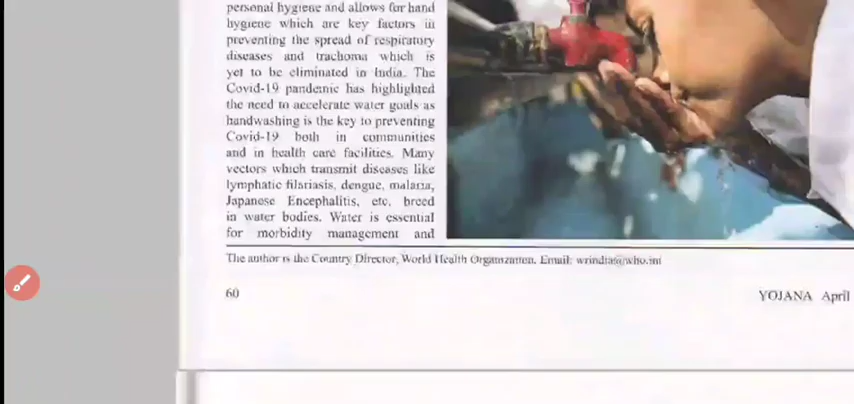 personal hygiene and allows for hand
hygiene which are key factors in
preventing the spread of respiratory
diseases and trachoma which is
yet to be eliminated in India. The
Covid-19 pandemic has highlighted
the need to accelerate water goals as
handwashing is the key to preventing
Covid-19 both in communities
and in health care facilities. Many
vectors which transmit diseases like
lymphatic filariasis, dengue, malaria,
Japanese Encephalitis, etc. breed
in water bodies. Water is essential
for morbidity management and
The author is the Country Director, World Health Organization. Email: wrindia@who.int
60
YOJANA April